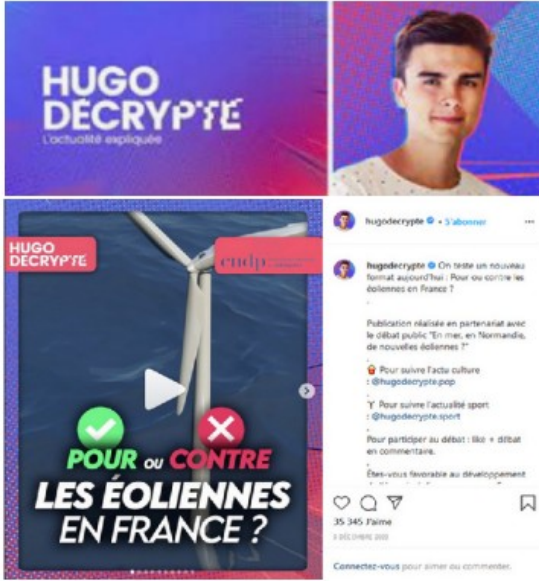 HUGO
DÉCRYPTE
L'actualité expliquée
HUGO
DÉCRYPTE
cndp
POUR OU CONTRE
LES ÉOLIENNES
EN FRANCE ?
hugodecrypte • S'abonner
hugodecrypte On teste un nouveau
format aujourd'hui : Pour ou contre les
éoliennes en France ?
.
Publication réalisée en partenariat avec
le débat public "En mer, en Normandie,
de nouvelles éoliennes ?"
.
Pour suivre l'actu culture
: @hugodecrypte.pop
.
Pour suivre l'actualité sport
: @hugodecrypte.sport
.
Pour participer au débat : like + débat
en commentaire.
.
Êtes-vous favorable au développement
35 345 J'aime
DÉCEMBRE
Connectez-vous pour aimer ou commenter.